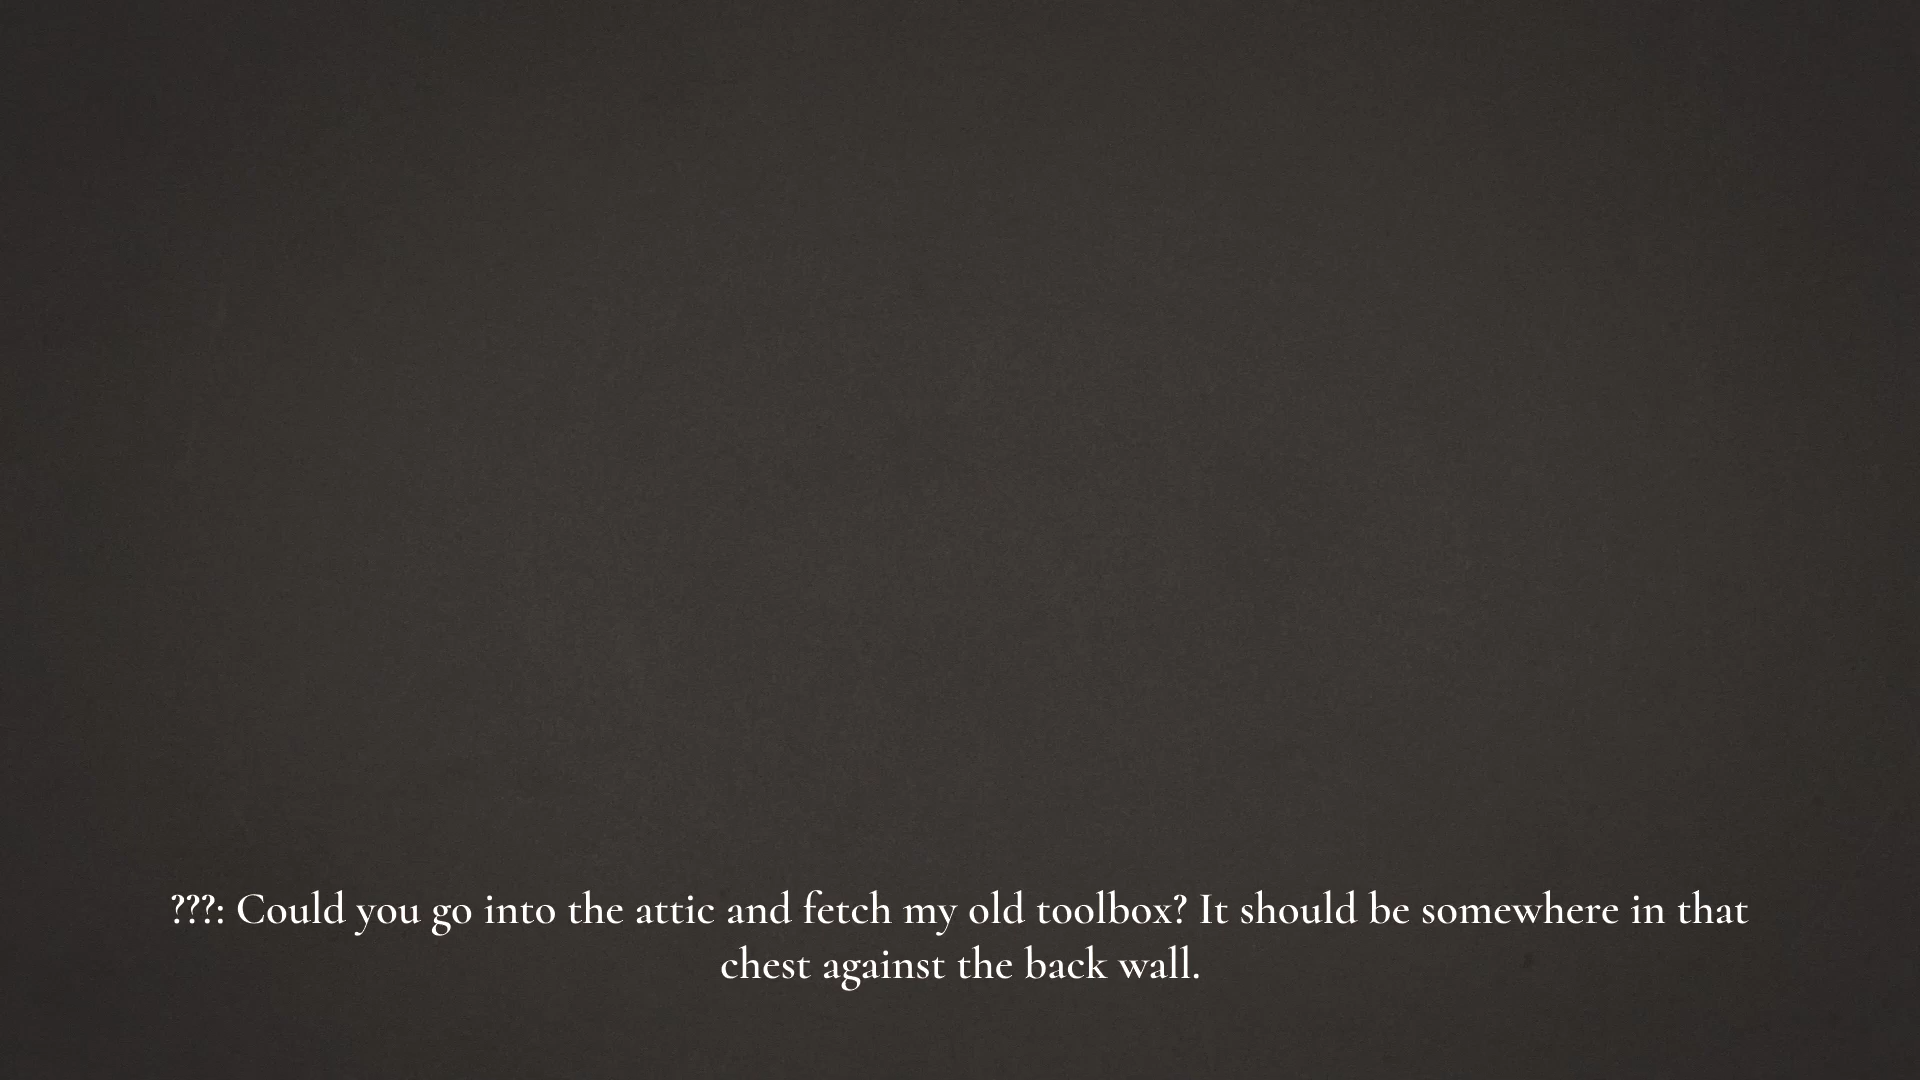 ???: Could you go into the attic and fetch my old toolbox? It should be somewhere in that
chest against the back wall.